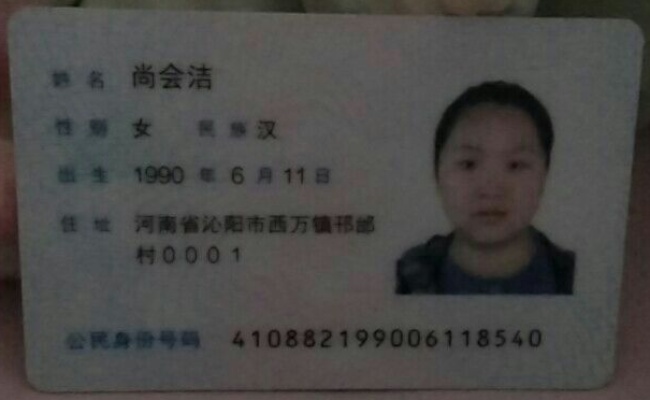 姓名 尚会洁
性别 女 民族 汉
出生 1990 年 6 月 11 日
住址 河南省沁阳市西万镇邗邰
村0001
公民身份号码 410882199006118540